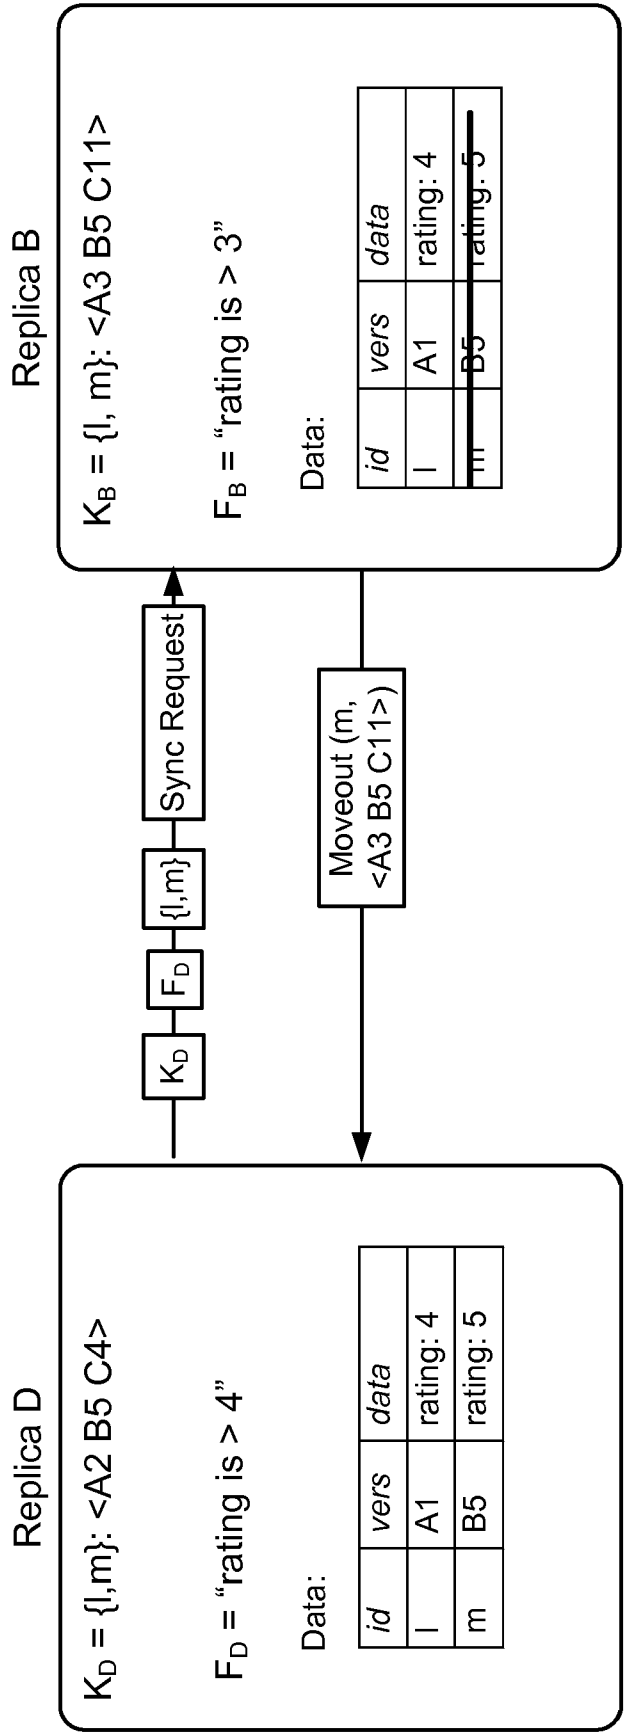 Replica D
K_D = {l,m}: <A2 B5 C4>
F_D = “rating is > 4”
Data:
id vers data
l A1 rating: 4
m B5 rating: 5
K_D F_D {l,m} Sync Request
Moveout (m,
<A3 B5 C11>)
Replica B
K_B = {l, m}: <A3 B5 C11>
F_B = “rating is > 3”
Data:
id vers data
l A1 rating: 4
m B5 rating: 5